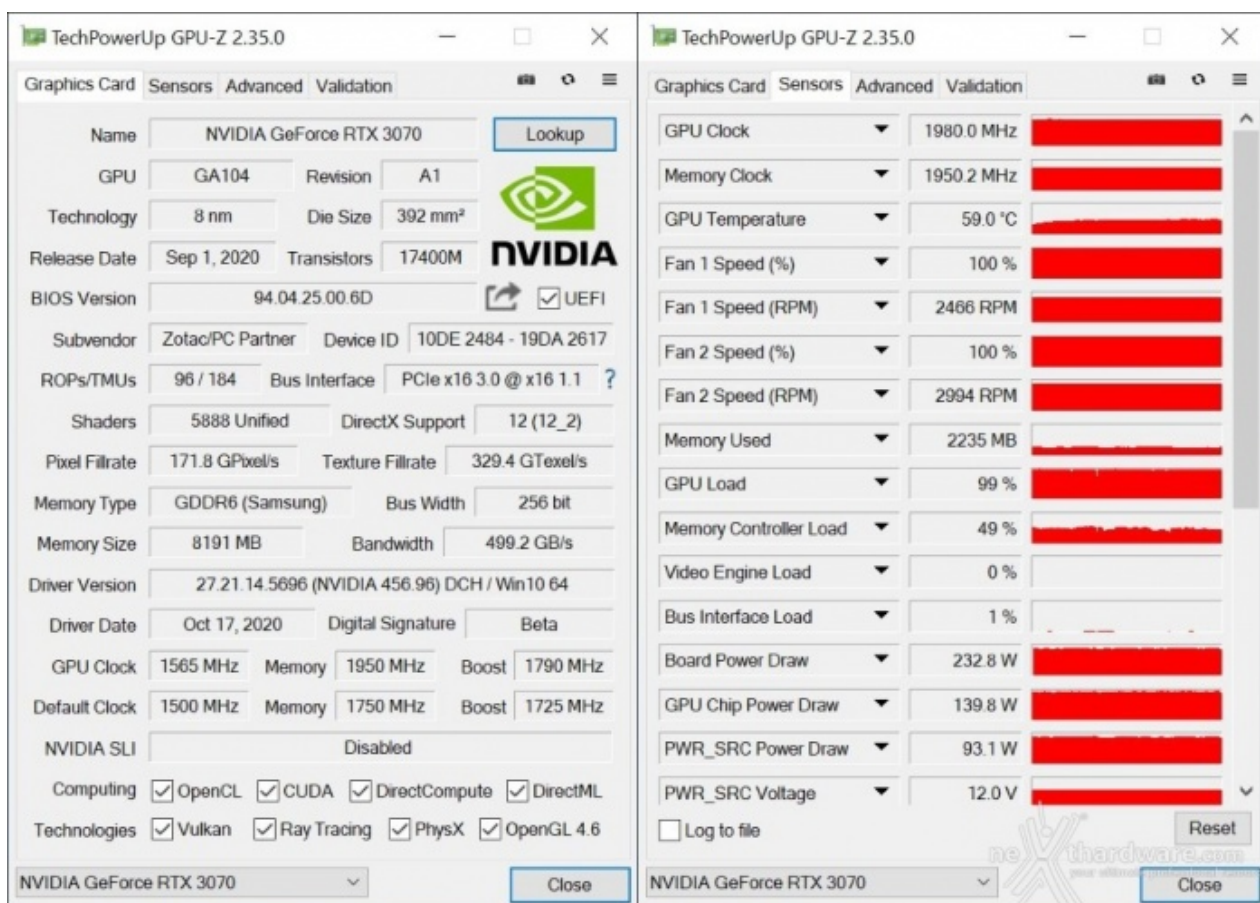 TechPowerUp GPU-Z 2.35.0
Graphics Card Sensors Advanced Validation
Name NVIDIA GeForce RTX 3070 Lookup
GPU GA104 Revision A1
Technology 8 nm Die Size 392 mm²
NVIDIA
Release Date Sep 1, 2020 Transistors 17400M
BIOS Version 94.04.25.00.6D UEFI
Subvendor Zotac/PC Partner Device ID 10DE 2484 - 19DA 2617
ROPs/TMUs 96 / 184 Bus Interface PCIe x16 3.0 @ x16 1.1 ?
Shaders 5888 Unified DirectX Support 12 (12_2)
Pixel Fillrate 171.8 GPixel/s Texture Fillrate 329.4 GTexel/s
Memory Type GDDR6 (Samsung) Bus Width 256 bit
Memory Size 8191 MB Bandwidth 499.2 GB/s
Driver Version 27.21.14.5696 (NVIDIA 456.96) DCH / Win10 64
Driver Date Oct 17, 2020 Digital Signature Beta
GPU Clock 1565 MHz Memory 1950 MHz Boost 1790 MHz
Default Clock 1500 MHz Memory 1750 MHz Boost 1725 MHz
NVIDIA SLI Disabled
Computing OpenCL CUDA DirectCompute DirectML
Technologies Vulkan Ray Tracing PhysX OpenGL 4.6
NVIDIA GeForce RTX 3070 Close
TechPowerUp GPU-Z 2.35.0
Graphics Card Sensors Advanced Validation
GPU Clock 1980.0 MHz
Memory Clock 1950.2 MHz
GPU Temperature 59.0 °C
Fan 1 Speed (%) 100 %
Fan 1 Speed (RPM) 2466 RPM
Fan 2 Speed (%) 100 %
Fan 2 Speed (RPM) 2994 RPM
Memory Used 2235 MB
GPU Load 99 %
Memory Controller Load 49 %
Video Engine Load 0 %
Bus Interface Load 1 %
Board Power Draw 232.8 W
GPU Chip Power Draw 139.8 W
PWR_SRC Power Draw 93.1 W
PWR_SRC Voltage 12.0 V
Log to file Reset
nexthardware.com
NVIDIA GeForce RTX 3070 Close